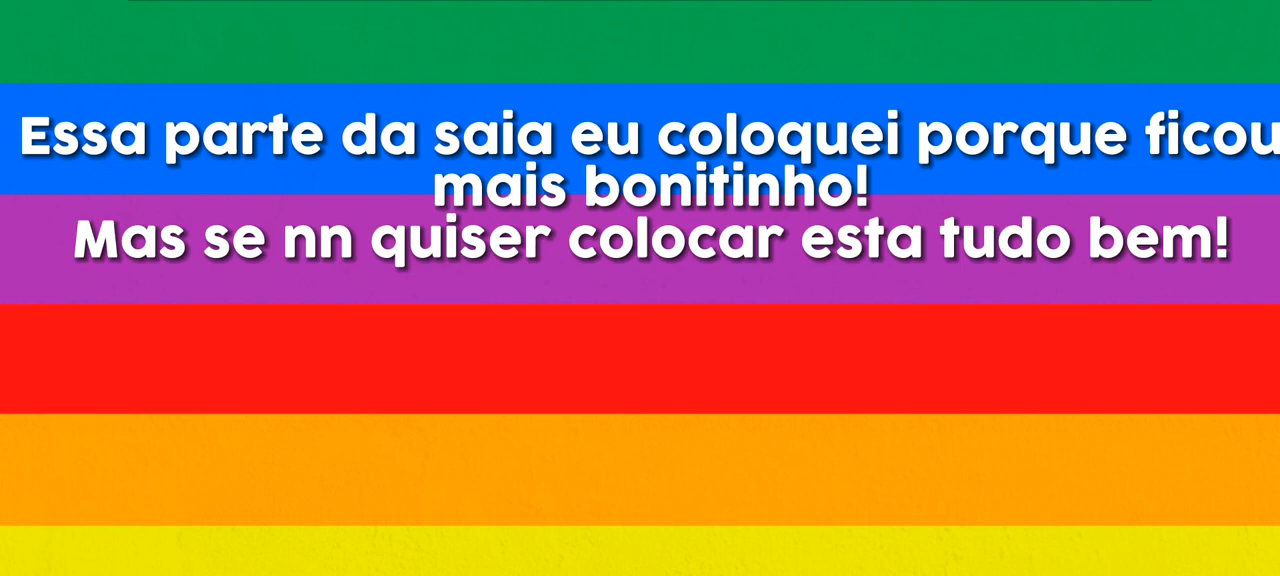 Essa parte da saia eu coloquei porque ficou
mais bonitinho!
Mas se nn quiser colocar esta tudo bem!